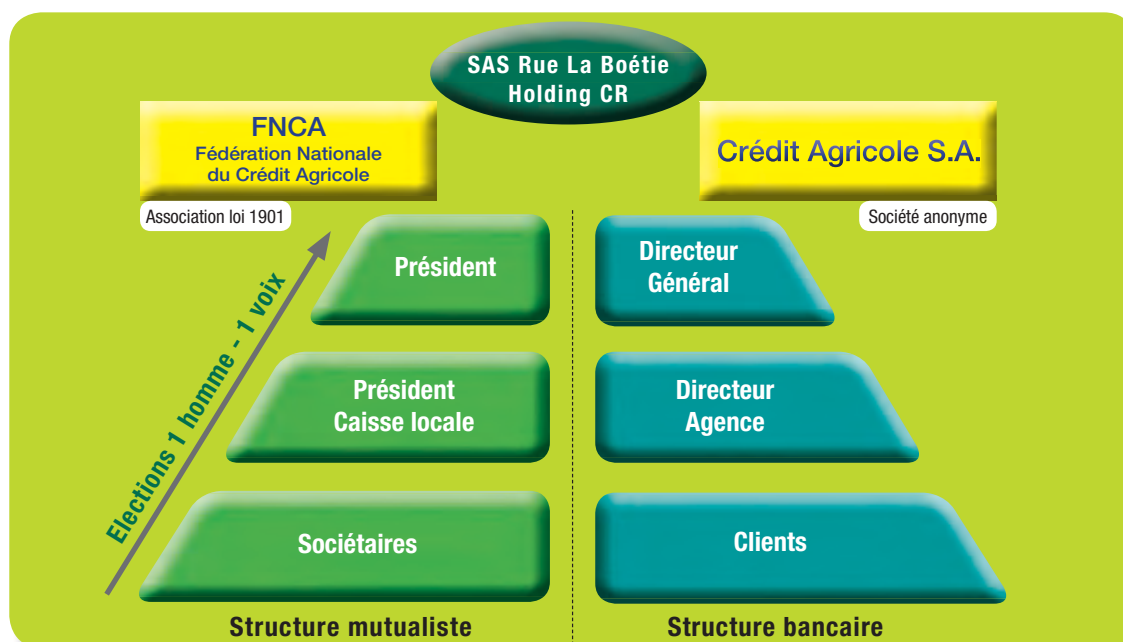 SAS Rue La Boétie
Holding CR
FNCA
Fédération Nationale
du Crédit Agricole
Crédit Agricole S.A.
Association loi 1901
Société anonyme
Elections 1 homme - 1 voix
Président
Directeur
Général
Président
Caisse locale
Directeur
Agence
Sociétaires
Clients
Structure mutualiste
Structure bancaire